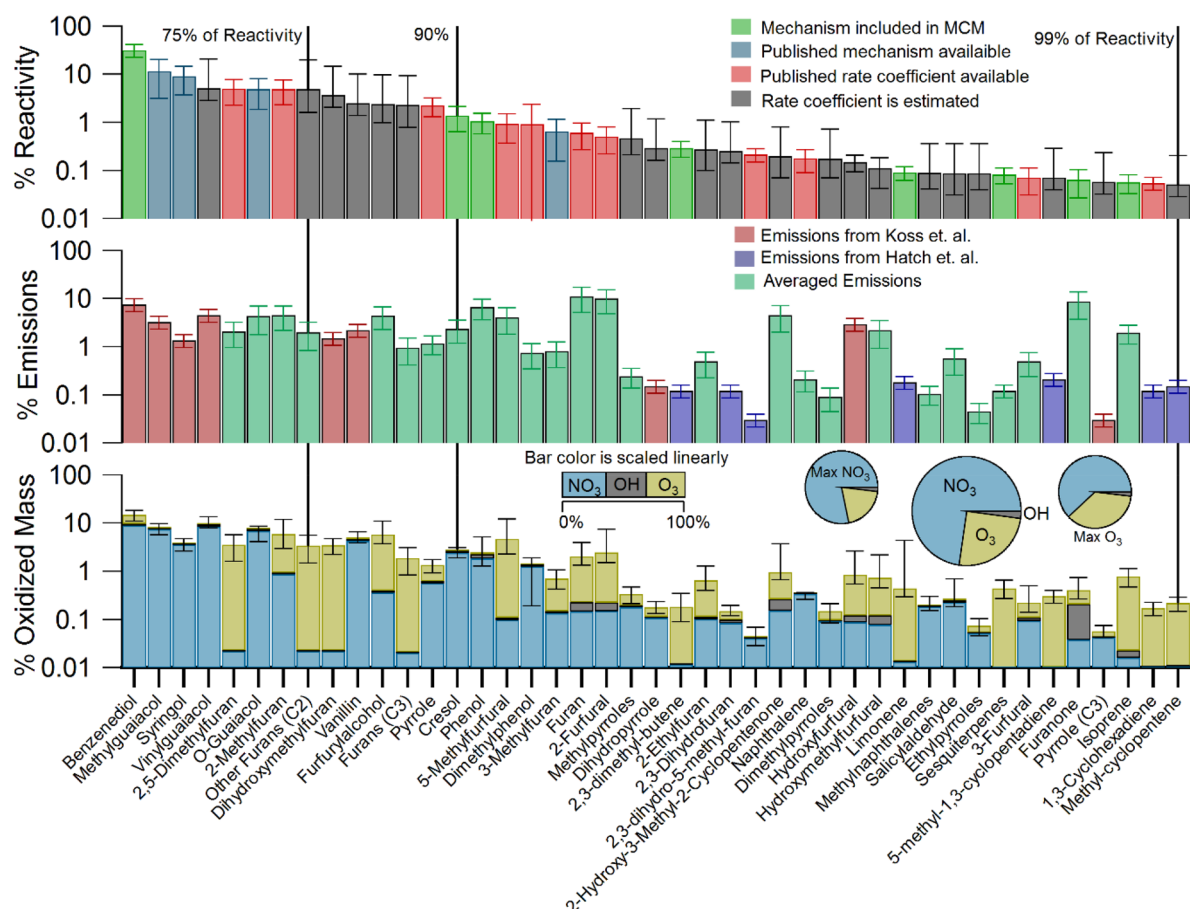 100
10
1
0.1
0.01
% Reactivity
75% of Reactivity
90%
99% of Reactivity
Mechanism included in MCM
Published mechanism availaible
Published rate coefficient available
Rate coefficient is estimated
100
10
1
0.1
0.01
% Emissions
Emissions from Koss et. al.
Emissions from Hatch et. al.
Averaged Emissions
100
10
1
0.1
0.01
% Oxidized Mass
Bar color is scaled linearly
NO3 OH O3
0% 100%
Max NO3
NO3
OH
O3
Max O3
Benzenediol
Methylguaiacol
Syringol
Vinylguaiacol
2,5-Dimethylfuran
O-Guaiacol
2-Methylfuran
Other Furans (C2)
Dihydroxymethylfuran
Vanillin
Furfurylalcohol
Furans (C3)
Pyrrole
Cresol
Phenol
5-Methylfurfural
Dimethylphenol
3-Methylfuran
Furan
2-Furfural
Methylpyrroles
Dihydropyrrole
2,3-dimethyl-butene
2-Ethylfuran
2,3-Dihydrofuran
2,3-dihydro-5-methyl-furan
2-Hydroxy-3-Methyl-2-Cyclopentenone
Naphthalene
Dimethylpyrroles
Hydroxyfurfural
Hydroxymethylfurfural
Limonene
Methylnaphthalenes
Salicylaldehyde
Ethylpyrroles
Sesquiterpenes
3-Furfural
5-methyl-1,3-cyclopentadiene
Furanone
Pyrrole (C3)
Isoprene
1,3-Cyclohexadiene
Methyl-cyclopentene